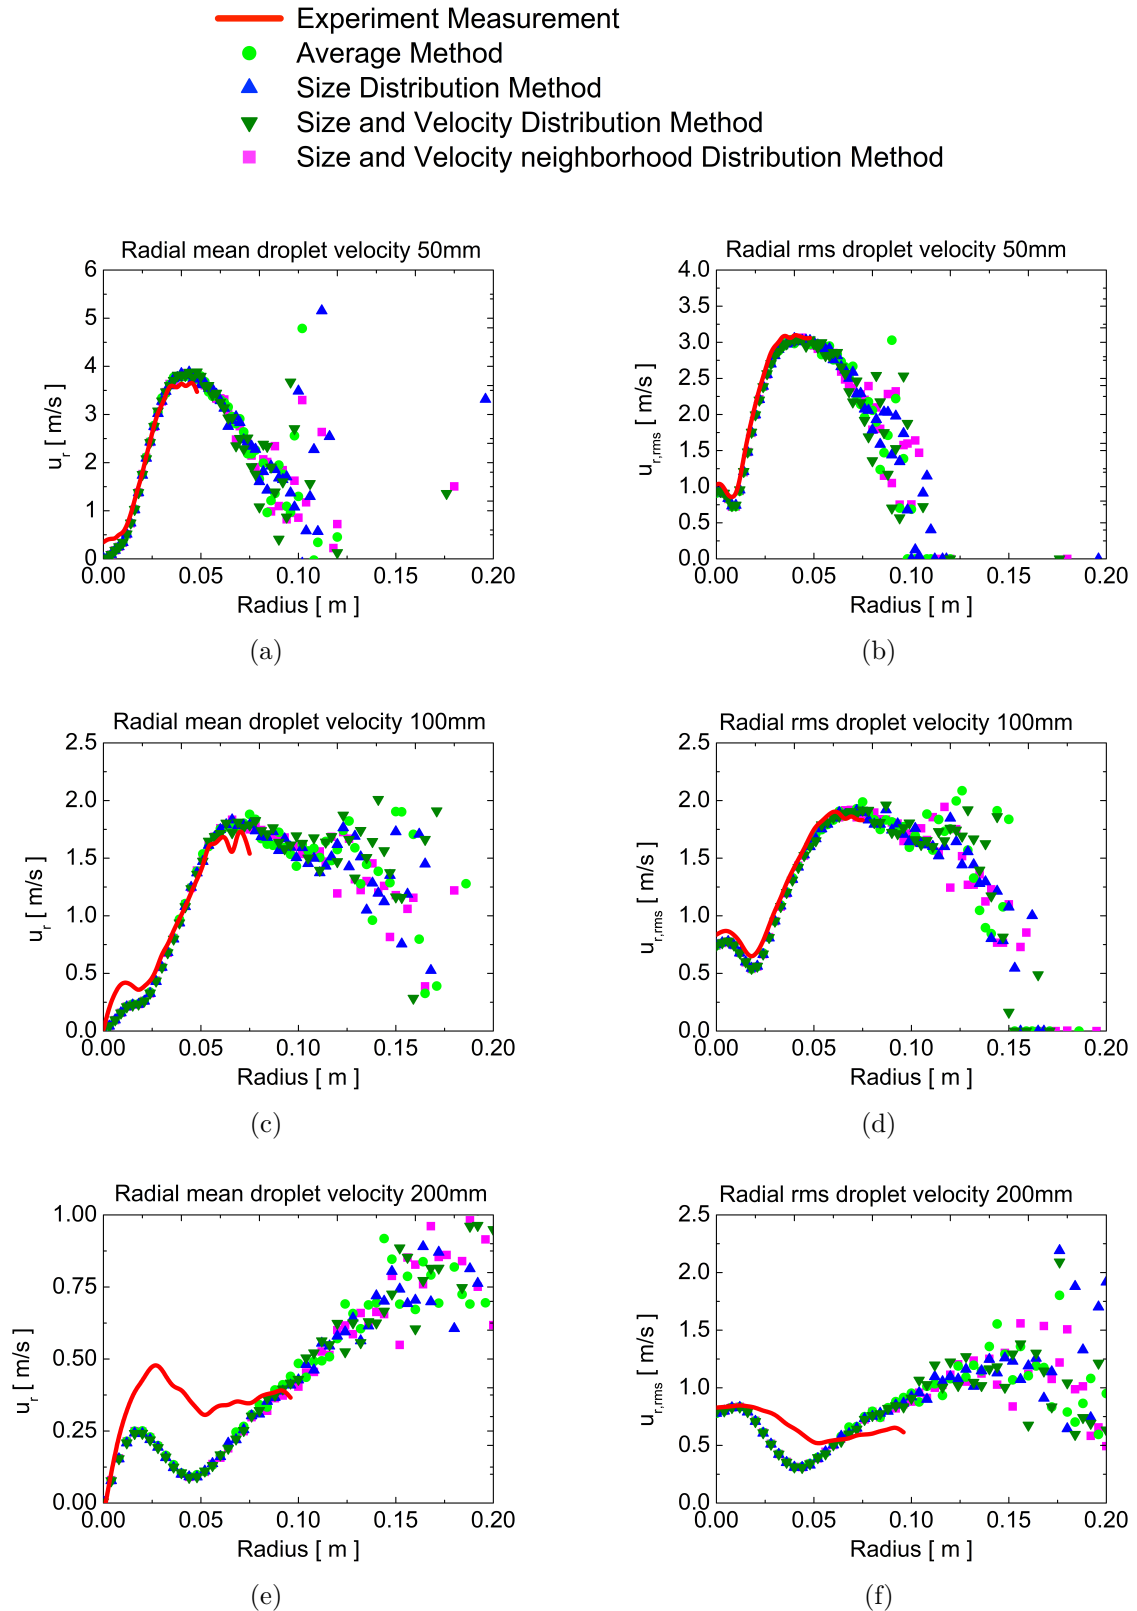 Experiment Measurement
Average Method
Size Distribution Method
Size and Velocity Distribution Method
Size and Velocity neighborhood Distribution Method
Radial mean droplet velocity 50mm
6
5
4
3
2
1
0
u_r [ m/s ]
0.00 0.05 0.10 0.15 0.20
Radius [ m ]
(a)
Radial rms droplet velocity 50mm
4.0
3.5
3.0
2.5
2.0
1.5
1.0
0.5
0.0
u_r,rms [ m/s ]
0.00 0.05 0.10 0.15 0.20
Radius [ m ]
(b)
Radial mean droplet velocity 100mm
2.5
2.0
1.5
1.0
0.5
0.0
u_r [ m/s ]
0.00 0.05 0.10 0.15 0.20
Radius [ m ]
(c)
Radial rms droplet velocity 100mm
2.5
2.0
1.5
1.0
0.5
0.0
u_r,rms [ m/s ]
0.00 0.05 0.10 0.15 0.20
Radius [ m ]
(d)
Radial mean droplet velocity 200mm
1.00
0.75
0.50
0.25
0.00
u_r [ m/s ]
0.00 0.05 0.10 0.15 0.20
Radius [ m ]
(e)
Radial rms droplet velocity 200mm
2.5
2.0
1.5
1.0
0.5
0.0
u_r,rms [ m/s ]
0.00 0.05 0.10 0.15 0.20
Radius [ m ]
(f)